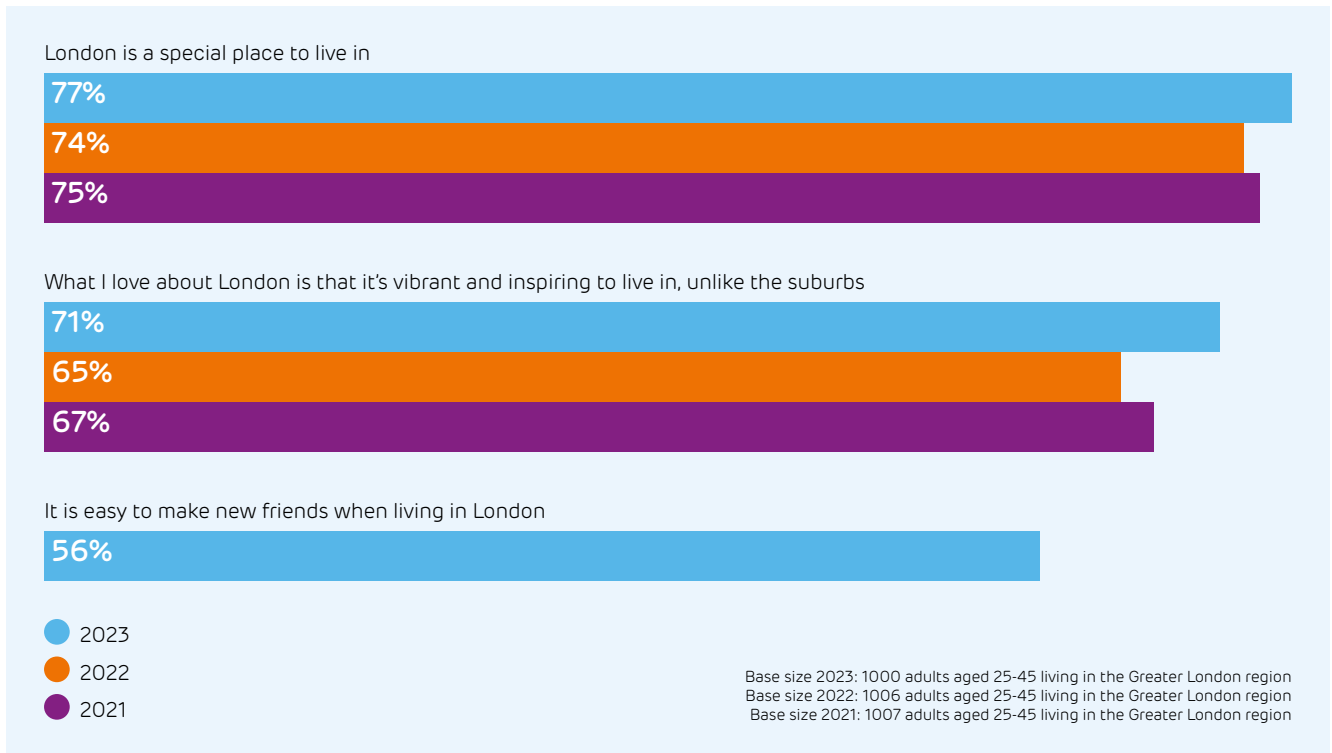 London is a special place to live in
77%
74%
75%
What I love about London is that it's vibrant and inspiring to live in, unlike the suburbs
71%
65%
67%
It is easy to make new friends when living in London
56%
2023
2022
2021
Base size 2023: 1000 adults aged 25-45 living in the Greater London region
Base size 2022: 1006 adults aged 25-45 living in the Greater London region
Base size 2021: 1007 adults aged 25-45 living in the Greater London region